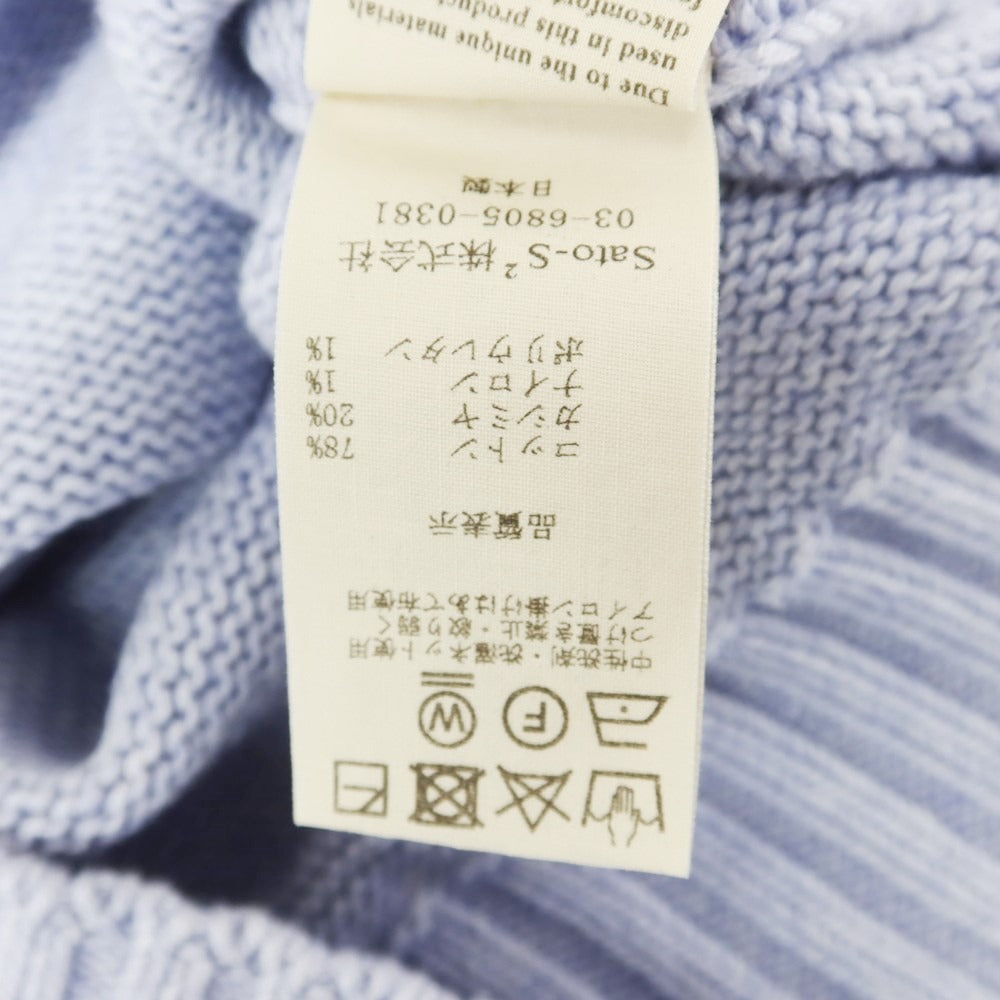 W
F
中性洗剤・洗濯ネット使用
つけ置き禁止・絞り弱く
アイロン掛けはあて布使用
品質表示
コットン 78%
カシミヤ 20%
ナイロン 1%
ポリウレタン 1%
Sato-S² 株式会社
03-6805-0381
日本製
Due to the unique material
used in this product
discomfort